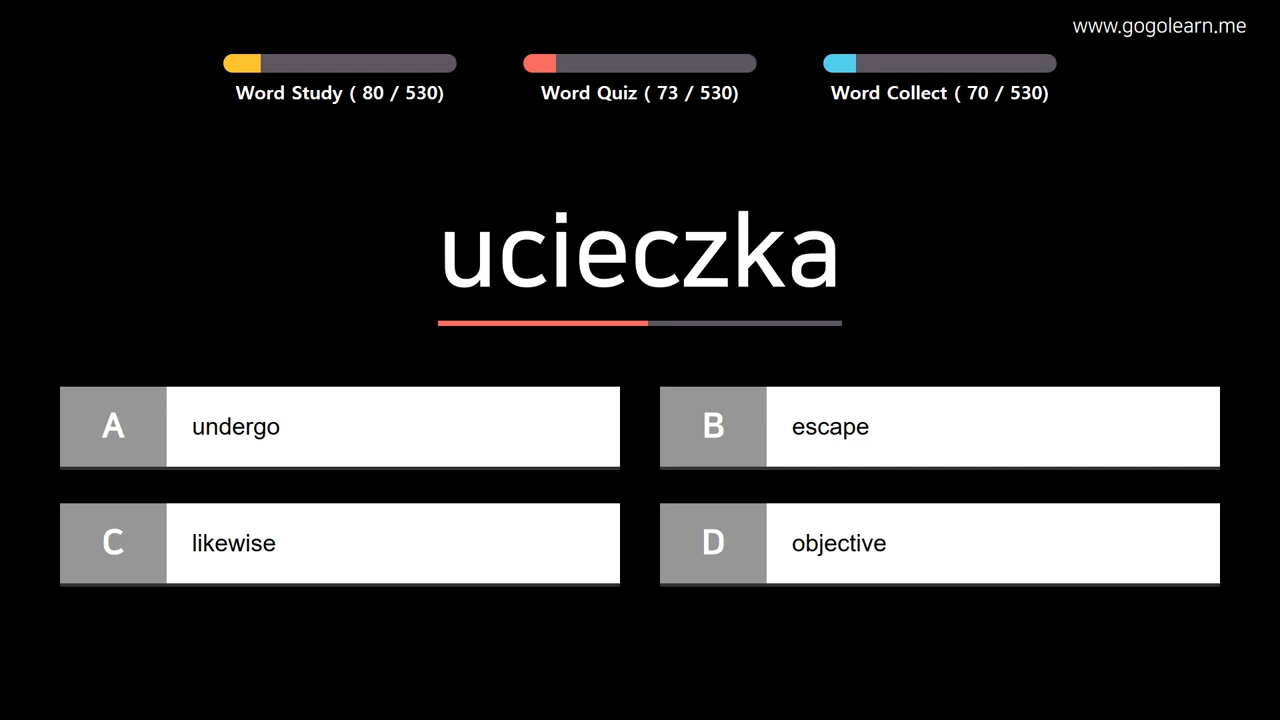 www.gogolearn.me
Word Study ( 80 / 530)
Word Quiz ( 73 / 530)
Word Collect ( 70 / 530)
ucieczka
A undergo
B escape
C likewise
D objective